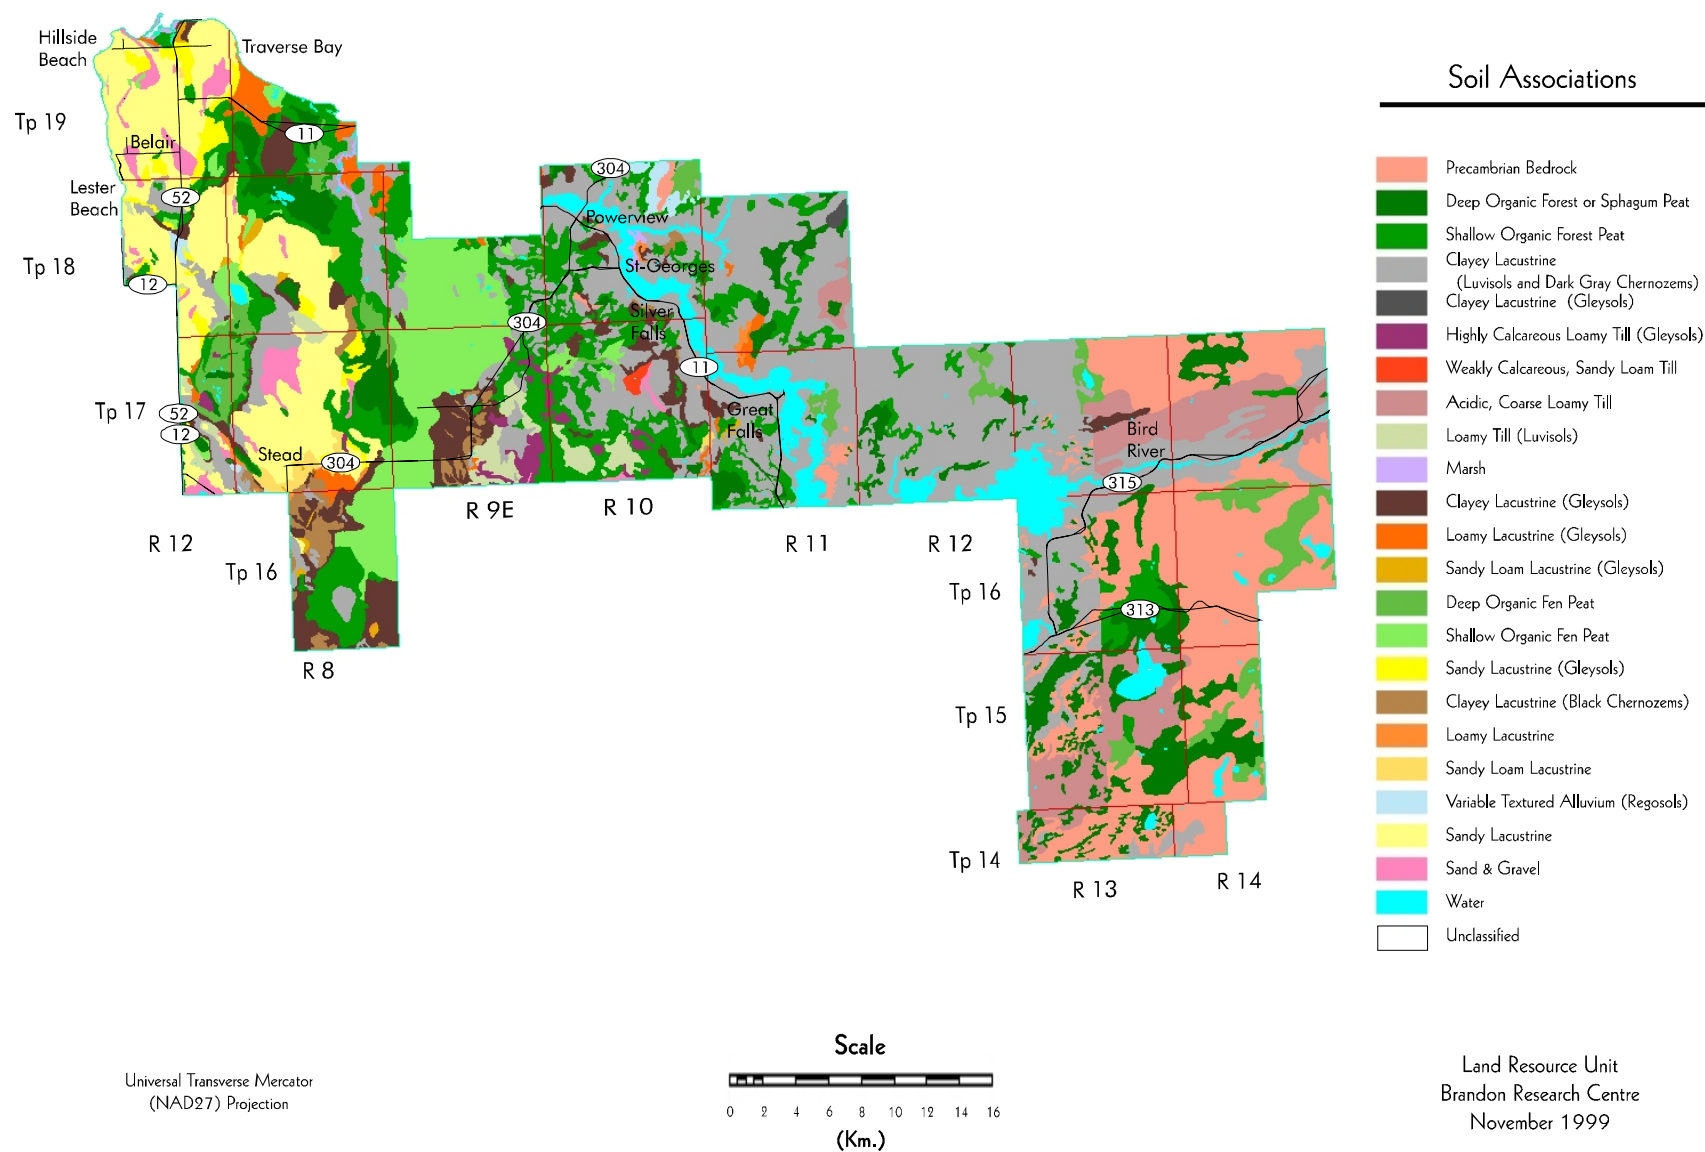 Soil Associations
Hillside
Beach
Traverse Bay
Tp 19
11
Belair
Lester
Beach
52
304
Powerview
Tp 18
12
St-Georges
Silver
Falls
304
11
Tp 17
52
12
Great
Falls
Stead
304
Bird
River
315
R 9E
R 10
R 12
R 11
R 12
Tp 16
Tp 16
313
R 8
Tp 15
Tp 14
R 13
R 14
Precambrian Bedrock
Deep Organic Forest or Sphagum Peat
Shallow Organic Forest Peat
Clayey Lacustrine
(Luvisols and Dark Gray Chernozems)
Clayey Lacustrine (Gleysols)
Highly Calcareous Loamy Till (Gleysols)
Weakly Calcareous, Sandy Loam Till
Acidic, Coarse Loamy Till
Loamy Till (Luvisols)
Marsh
Clayey Lacustrine (Gleysols)
Loamy Lacustrine (Gleysols)
Sandy Loam Lacustrine (Gleysols)
Deep Organic Fen Peat
Shallow Organic Fen Peat
Sandy Lacustrine (Gleysols)
Clayey Lacustrine (Black Chernozems)
Loamy Lacustrine
Sandy Loam Lacustrine
Variable Textured Alluvium (Regosols)
Sandy Lacustrine
Sand & Gravel
Water
Unclassified
Universal Transverse Mercator
(NAD27) Projection
Scale
0 2 4 6 8 10 12 14 16
(Km.)
Land Resource Unit
Brandon Research Centre
November 1999